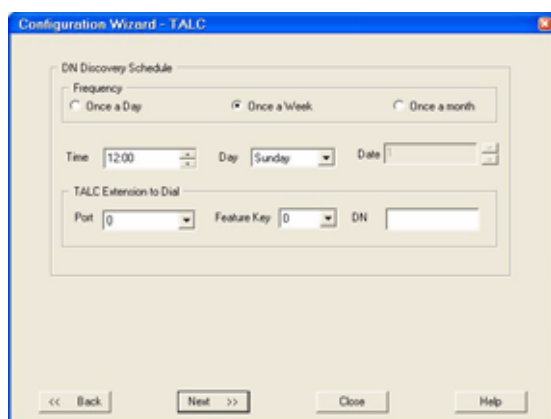 Configuration Wizard - TALC
DN Discovery Schedule
Frequency
Once a Day Once a Week Once a month
Time 12:00 Day Sunday Date 1
TALC Extension to Dial
Port 0 Feature Key 0 DN
<< Back Next >> Close Help